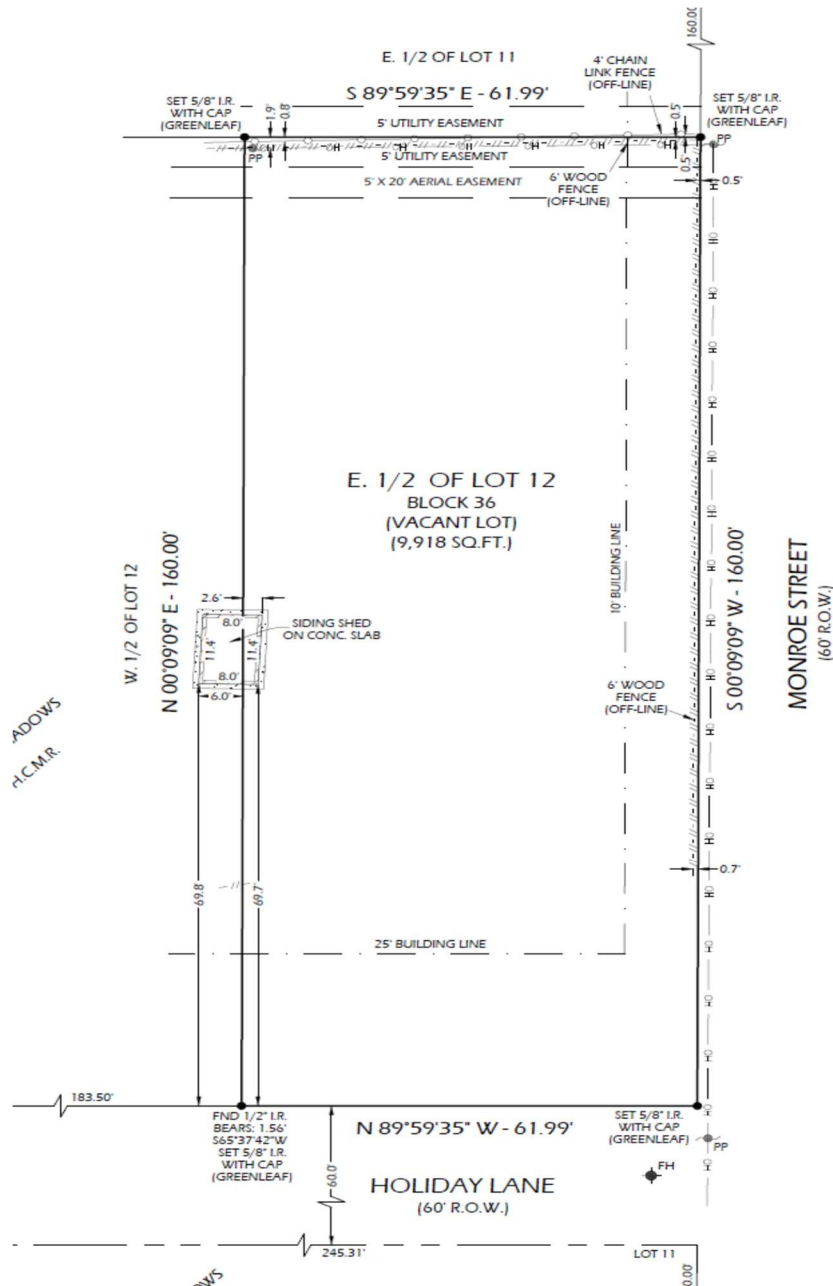 160.00'
E. 1/2 OF LOT 11
S 89°59'35" E - 61.99'
4' CHAIN
LINK FENCE
(OFF-LINE)
SET 5/8" I.R.
WITH CAP
(GREENLEAF)
1.9'
0.8'
5' UTILITY EASEMENT
0.5'
SET 5/8" I.R.
WITH CAP
(GREENLEAF)
PP
PP
5' UTILITY EASEMENT
0.5'
5' X 20' AERIAL EASEMENT
6' WOOD
FENCE
(OFF-LINE)
0.5'
E. 1/2 OF LOT 12
BLOCK 36
(VACANT LOT)
(9,918 SQ.FT.)
10' BUILDING LINE
W. 1/2 OF LOT 12
N 00°09'09" E - 160.00'
S 00°09'09" W - 160.00'
MONROE STREET
(60' R.O.W.)
2.6'
8.0'
11.4'
11.4'
8.0'
6.0'
SIDING SHED
ON CONC. SLAB
6' WOOD
FENCE
(OFF-LINE)
ADOWS
H.C.M.R.
69.8'
69.7'
0.7'
25' BUILDING LINE
183.50'
FND 1/2" I.R.
BEARS: 1.56'
S65°37'42"W
SET 5/8" I.R.
WITH CAP
(GREENLEAF)
N 89°59'35" W - 61.99'
SET 5/8" I.R.
WITH CAP
(GREENLEAF)
PP
60.0'
HOLIDAY LANE
(60' R.O.W.)
FH
245.31'
LOT 11
OWS